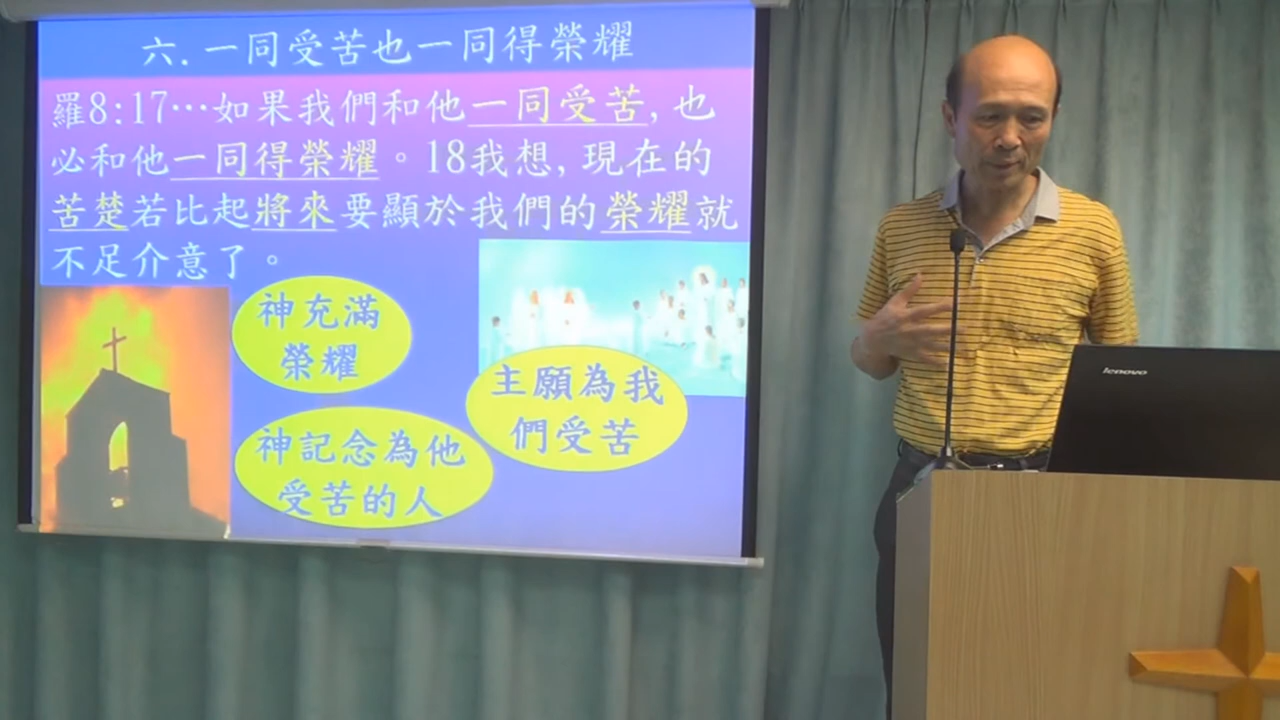 六.一同受苦也一同得榮耀
羅8:17…如果我們和他一同受苦,也
必和他一同得榮耀。18我想,現在的
苦楚若比起將來要顯於我們的榮耀就
不足介意了。
神充滿
榮耀
主願為我
們受苦
神記念為他
受苦的人
lenovo